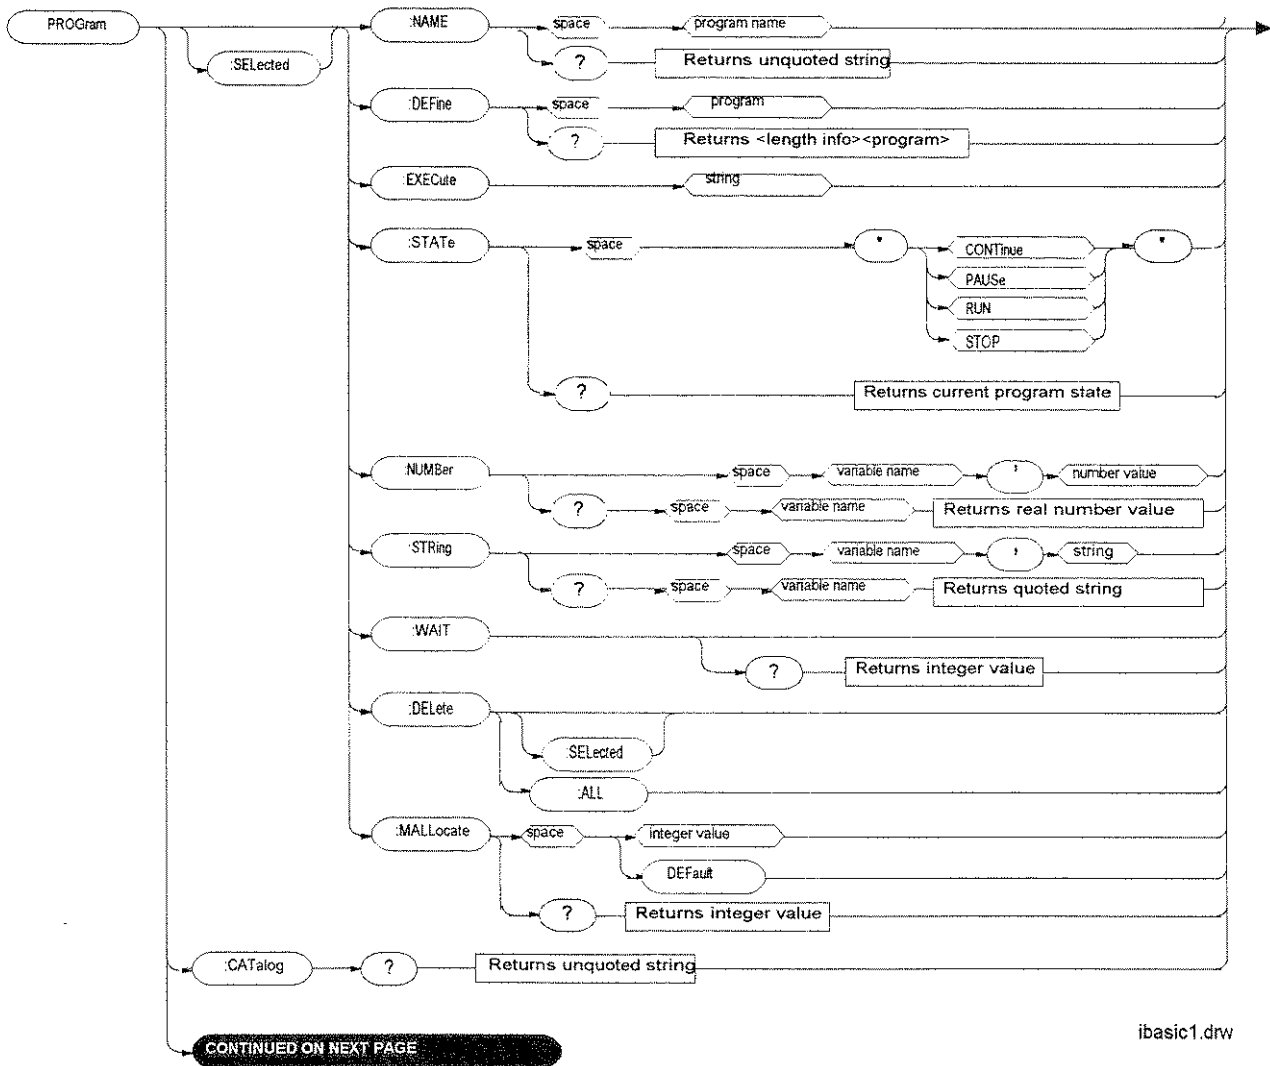 PROGram
:SELected
:NAME space program name
? Returns unquoted string
:DEFine space program
? Returns <length info><program>
:EXECute string
:STATe space " CONTinue "
PAUSe
RUN
STOP
? Returns current program state
:NUMBer space variable name , number value
? space variable name Returns real number value
:STRing space variable name , string
? space variable name Returns quoted string
:WAIT
? Returns integer value
:DELete
:SELected
:ALL
:MALLocate space integer value
DEFault
? Returns integer value
:CATalog ? Returns unquoted string
CONTINUED ON NEXT PAGE
ibasic1.drw